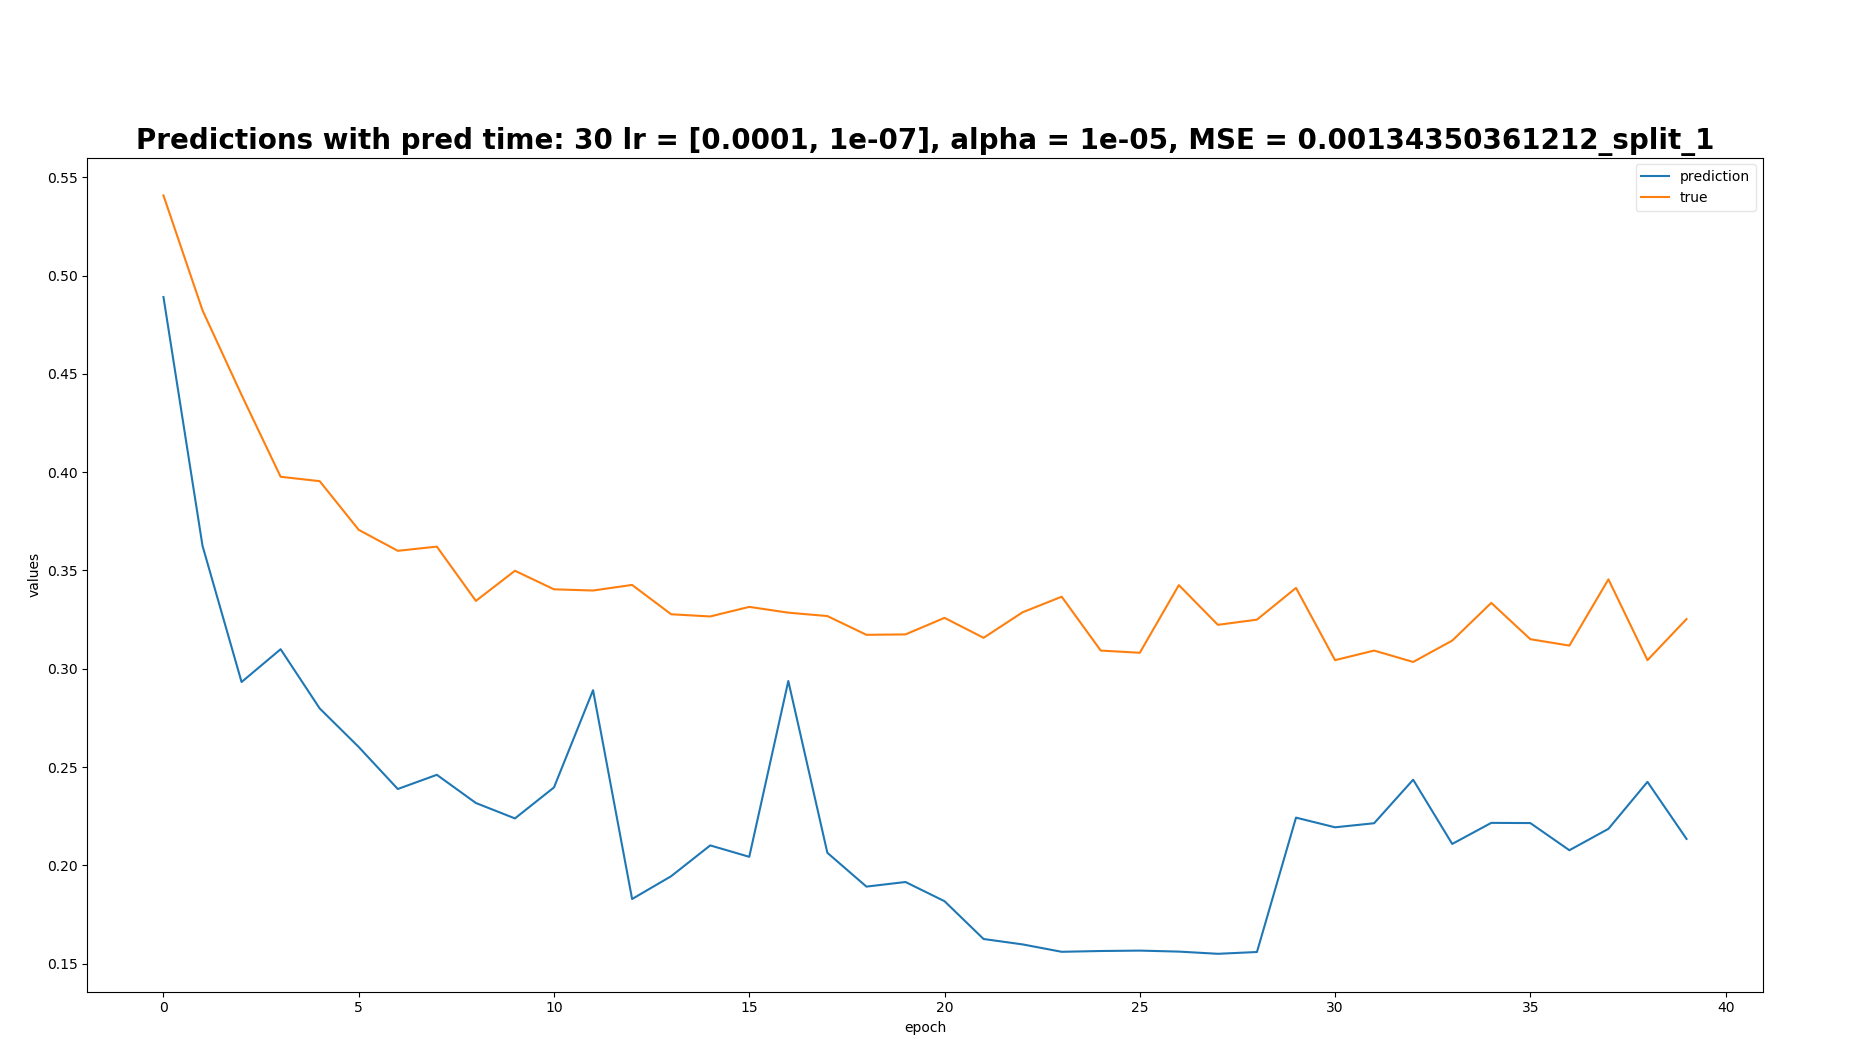 Predictions with pred time: 30 lr = [0.0001, 1e-07], alpha = 1e-05, MSE = 0.00134350361212_split_1
prediction
true
0.55
0.50
0.45
0.40
0.35
0.30
0.25
0.20
0.15
values
0 5 10 15 20 25 30 35 40
epoch